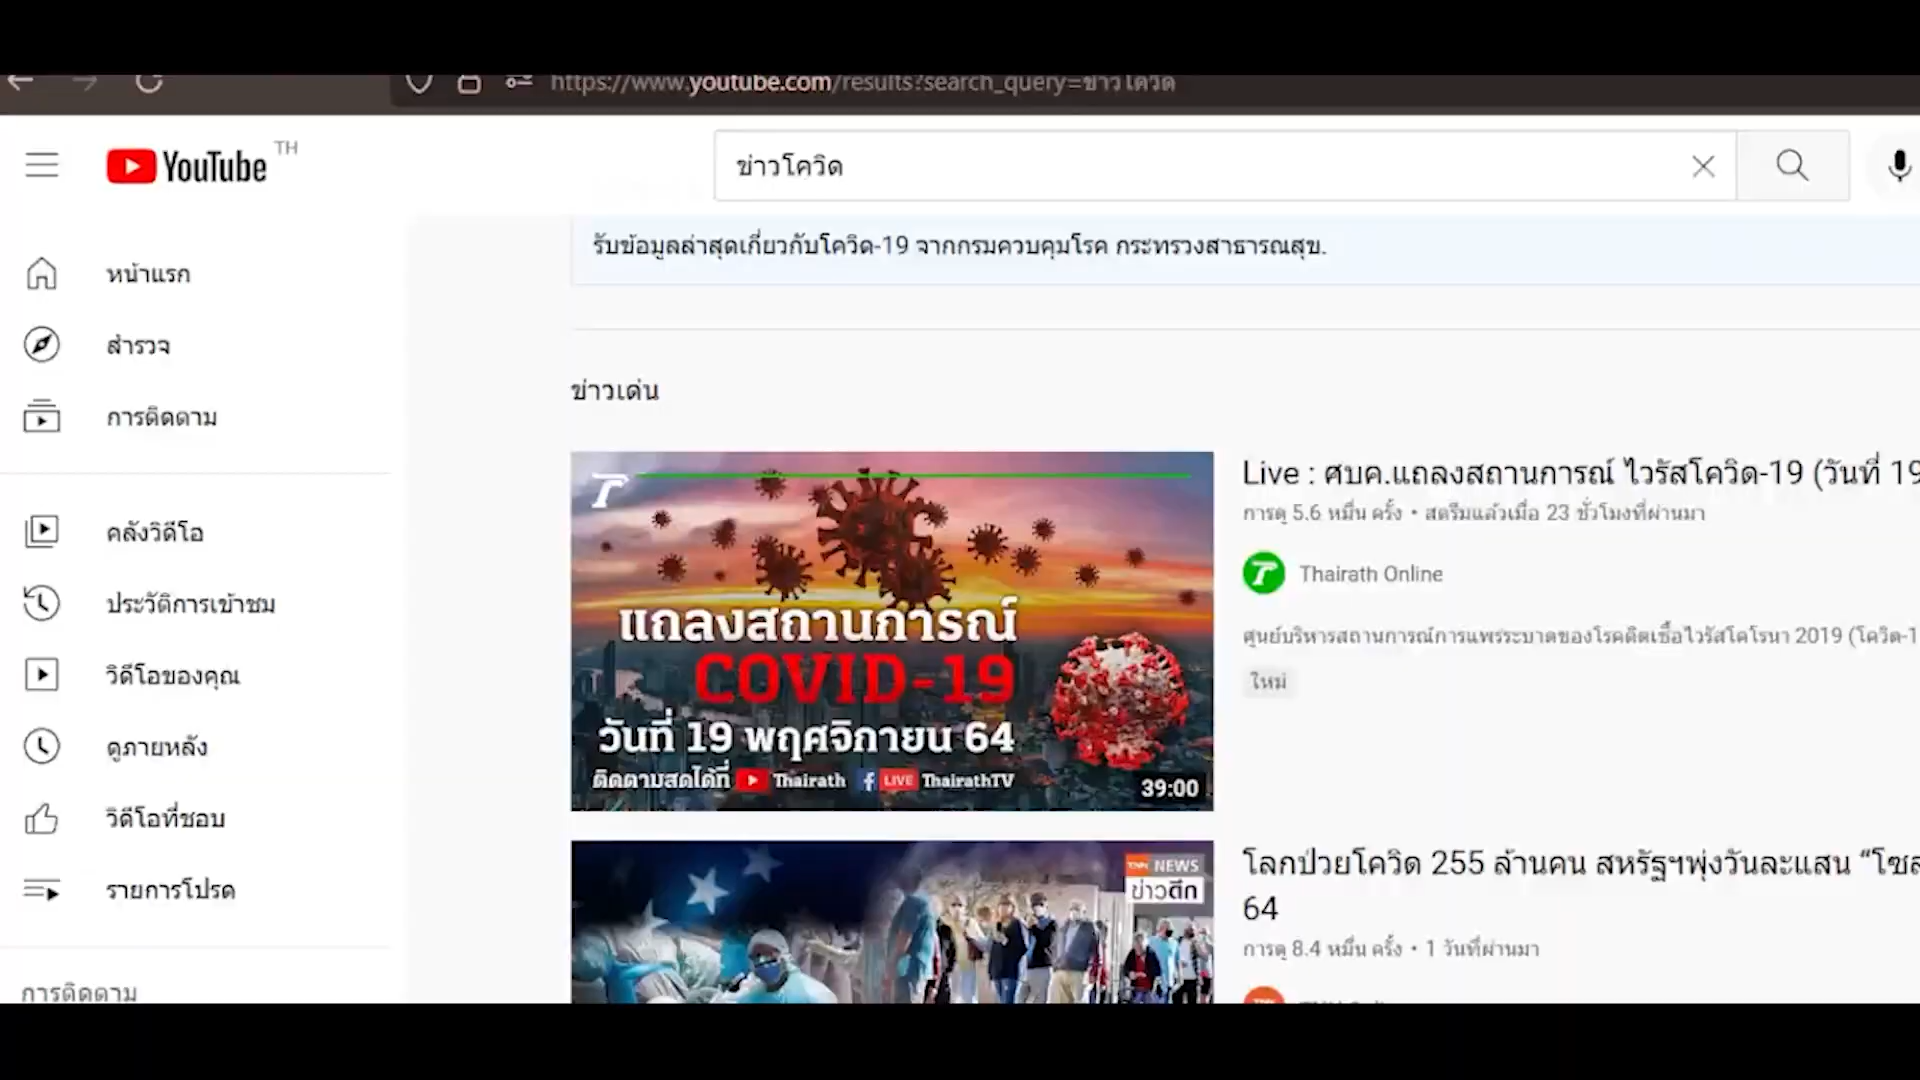 https://www.youtube.com/results?search_query=ข่าวโควิด
YouTube TH
ข่าวโควิด
รับข้อมูลล่าสุดเกี่ยวกับโควิด-19 จากกรมควบคุมโรค กระทรวงสาธารณสุข.
หน้าแรก
สำรวจ
การติดตาม
คลังวิดีโอ
ประวัติการเข้าชม
วิดีโอของคุณ
ดูภายหลัง
วิดีโอที่ชอบ
รายการโปรด
การติดตาม
ข่าวเด่น
แถลงสถานการณ์
COVID-19
วันที่ 19 พฤศจิกายน 64
ติดตามสดได้ที่ Thairath LIVE ThairathTV
39:00
Live : ศบค.แถลงสถานการณ์ ไวรัสโควิด-19 (วันที่ 19
การดู 5.6 หมื่น ครั้ง • สตรีมแล้วเมื่อ 23 ชั่วโมงที่ผ่านมา
Thairath Online
ศูนย์บริหารสถานการณ์การแพร่ระบาดของโรคติดเชื้อไวรัสโคโรนา 2019 (โควิด-1
ใหม่
TNN NEWS
ข่าวดึก
โลกป่วยโควิด 255 ล้านคน สหรัฐฯพุ่งวันละแสน “โซล
64
การดู 8.4 หมื่น ครั้ง • 1 วันที่ผ่านมา